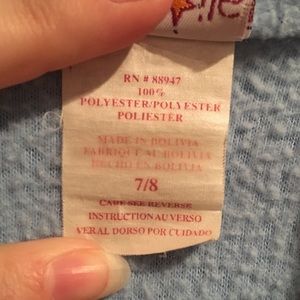 RN # 88947
100%
POLYESTER/POLYESTER
POLIESTER
MADE IN BOLIVIA
FABRIQUE AU BOLIVIA
HECHO EN BOLIVIA
7/8
CARE SEE REVERSE
INSTRUCTION AU VERSO
VER AL DORSO POR CUIDADO